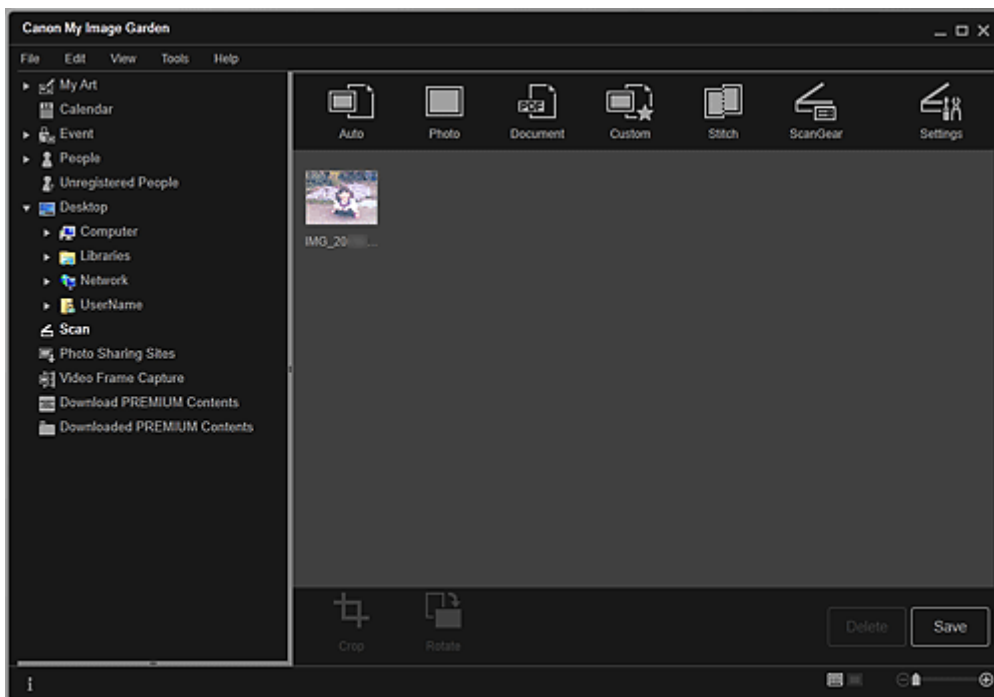 Canon My Image Garden
File Edit View Tools Help
My Art
Calendar
Event
People
Unregistered People
Desktop
Computer
Libraries
Network
UserName
Scan
Photo Sharing Sites
Video Frame Capture
Download PREMIUM Contents
Downloaded PREMIUM Contents
PDF
Auto Photo Document Custom Stitch ScanGear Settings
IMG_20 ...
Crop Rotate
Delete Save